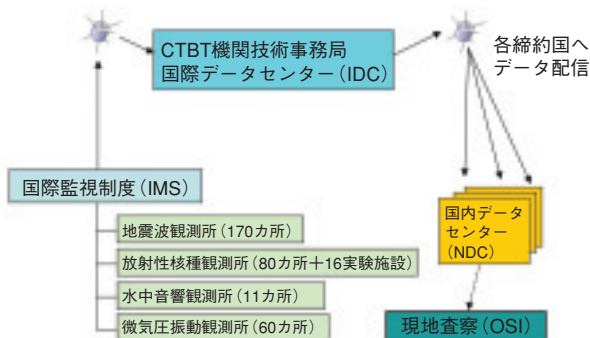 CTBT機関技術事務局
国際データセンター(IDC)
各締約国へ
データ配信
国際監視制度(IMS)
地震波観測所(170カ所)
放射性核種観測所(80カ所+16実験施設)
水中音響観測所(11カ所)
微気圧振動観測所(60カ所)
国内データ
センター
(NDC)
現地査察(OSI)